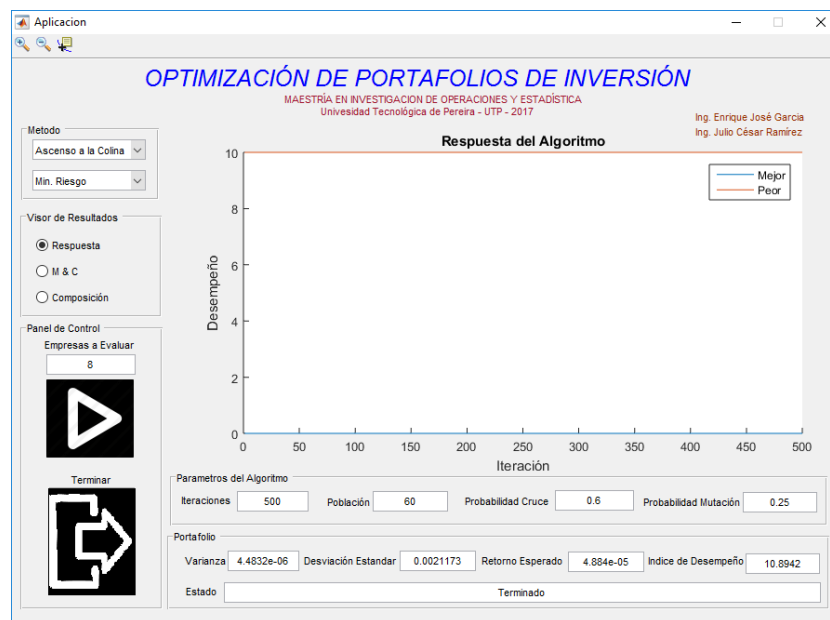 Aplicacion
OPTIMIZACIÓN DE PORTAFOLIOS DE INVERSIÓN
MAESTRÍA EN INVESTIGACION DE OPERACIONES Y ESTADÍSTICA
Univesidad Tecnológica de Pereira - UTP - 2017
Ing. Enrique José Garcia
Ing. Julio César Ramírez
Metodo
Ascenso a la Colina
Min. Riesgo
Visor de Resultados
Respuesta
M & C
Composición
Panel de Control
Empresas a Evaluar
8
Terminar
Respuesta del Algoritmo
Mejor
Peor
Desempeño
10
8
6
4
2
0
0 50 100 150 200 250 300 350 400 450 500
Iteración
Parametros del Algoritmo
Iteraciones 500 Población 60 Probabilidad Cruce 0.6 Probabilidad Mutación 0.25
Portafolio
Varianza 4.4832e-06 Desviación Estandar 0.0021173 Retorno Esperado 4.884e-05 Indice de Desempeño 10.8942
Estado Terminado